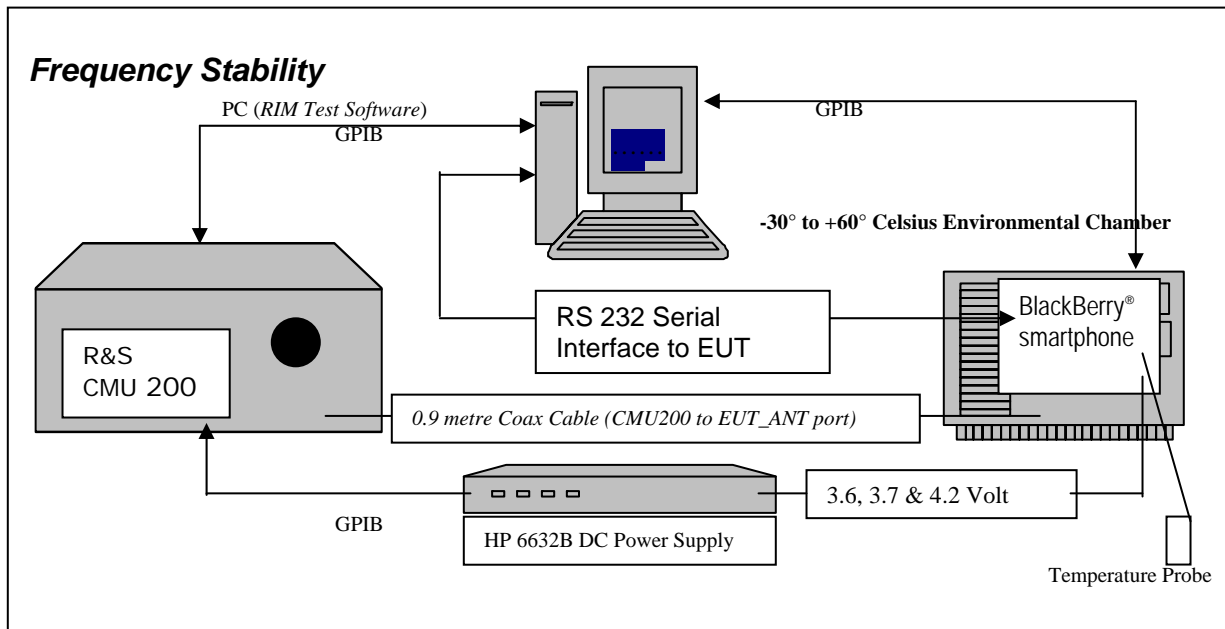 Frequency Stability
PC (RIM Test Software)
GPIB
GPIB
-30° to +60° Celsius Environmental Chamber
RS 232 Serial
Interface to EUT
BlackBerry®
smartphone
R&S
CMU 200
0.9 metre Coax Cable (CMU200 to EUT_ANT port)
3.6, 3.7 & 4.2 Volt
GPIB
HP 6632B DC Power Supply
Temperature Probe